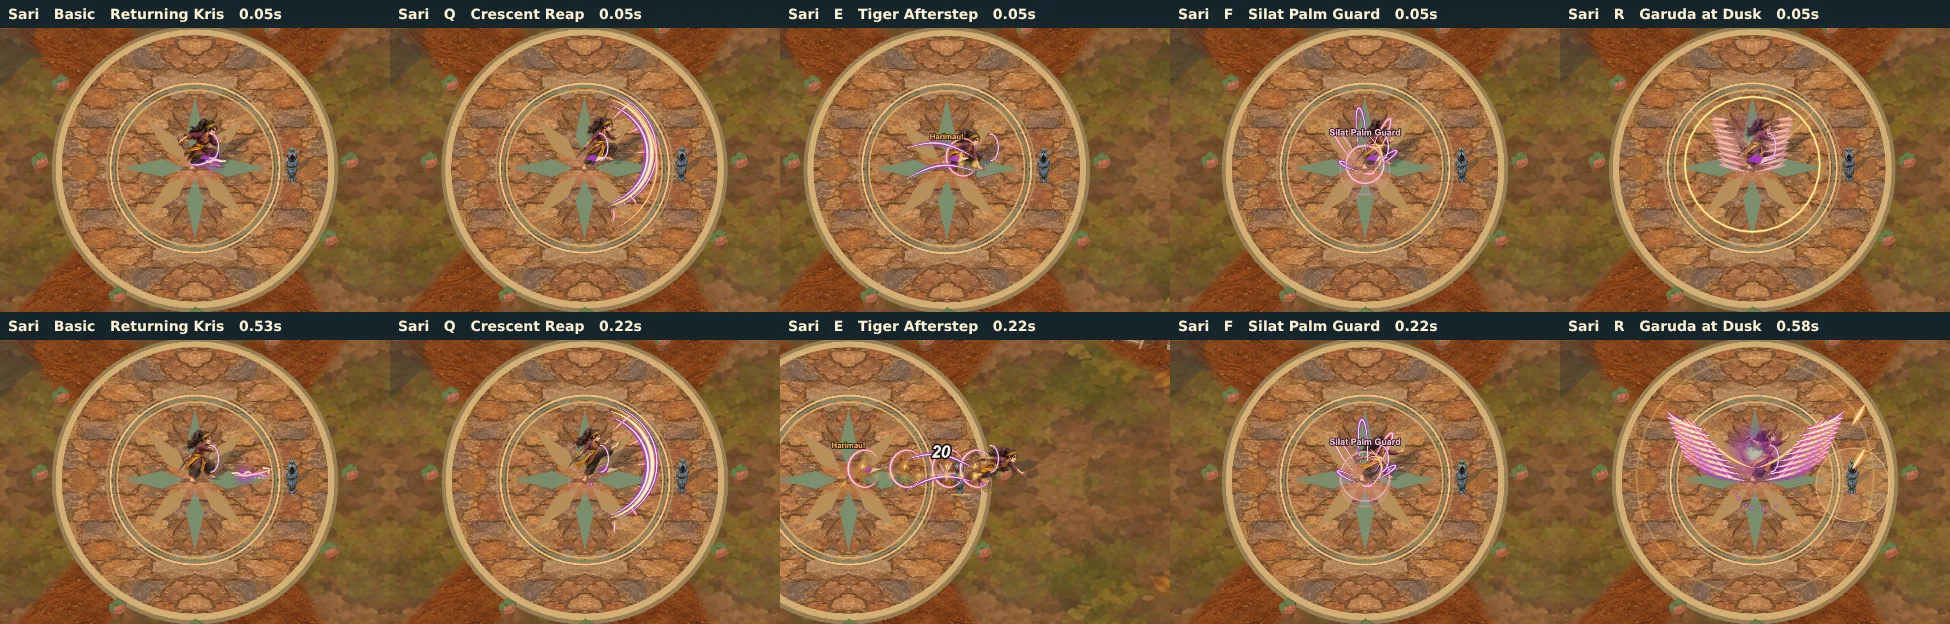 Sari Basic Returning Kris 0.05s
Sari Q Crescent Reap 0.05s
Sari E Tiger Afterstep 0.05s
Sari F Silat Palm Guard 0.05s
Sari R Garuda at Dusk 0.05s
Harimau!
Silat Palm Guard
Sari Basic Returning Kris 0.53s
Sari Q Crescent Reap 0.22s
Sari E Tiger Afterstep 0.22s
Sari F Silat Palm Guard 0.22s
Sari R Garuda at Dusk 0.58s
Harimau!
20
Silat Palm Guard